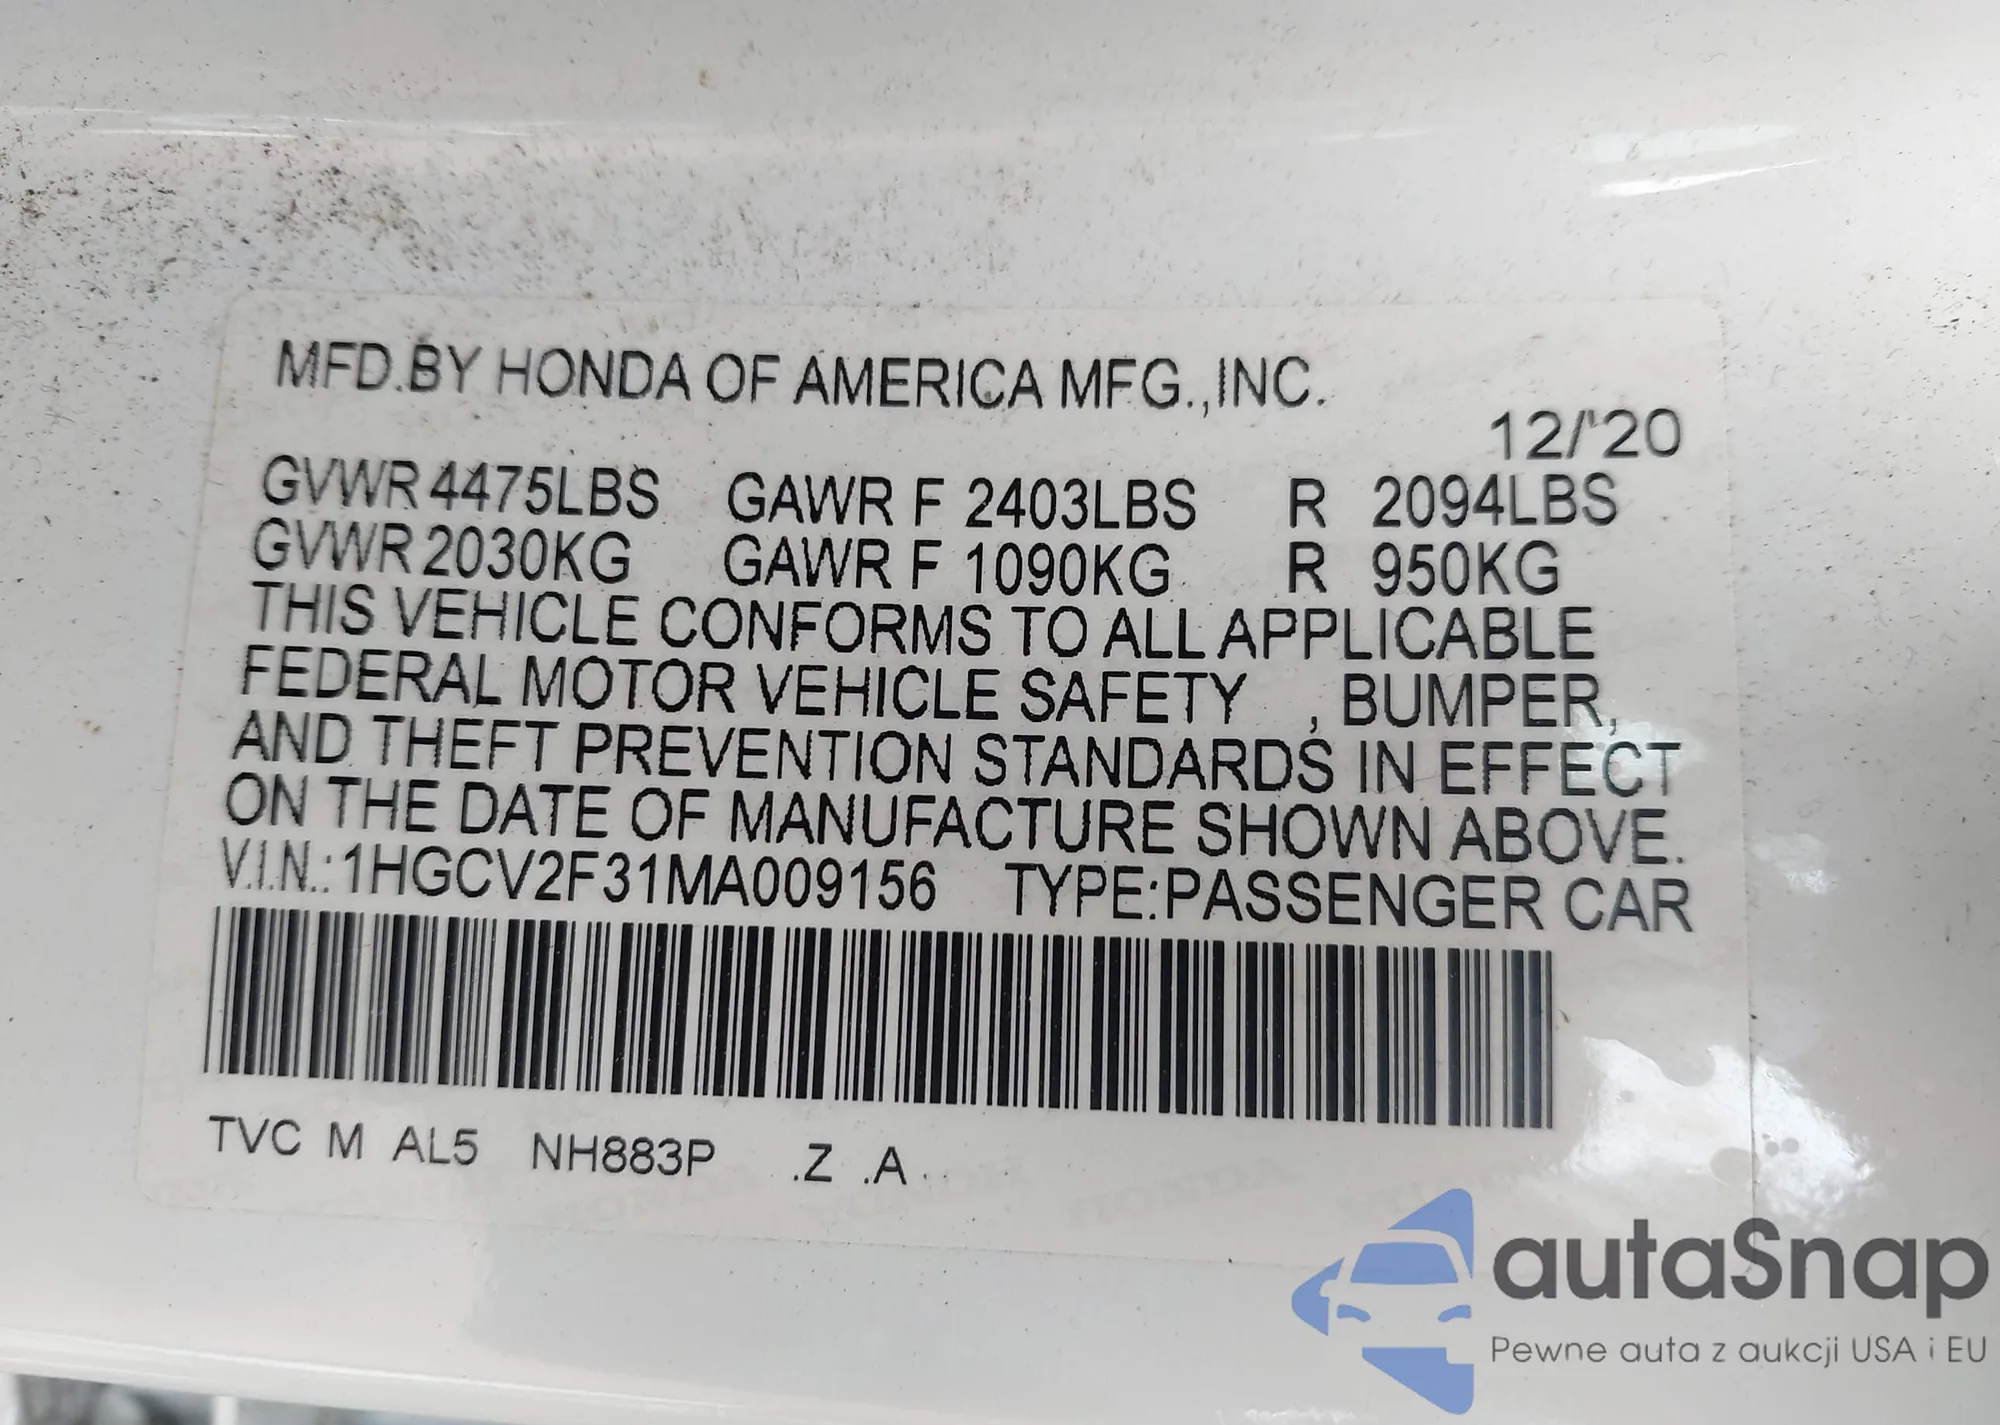 MFD.BY HONDA OF AMERICA MFG.,INC.
12/'20
GVWR 4475LBS GAWR F 2403LBS R 2094LBS
GVWR 2030KG GAWR F 1090KG R 950KG
THIS VEHICLE CONFORMS TO ALL APPLICABLE
FEDERAL MOTOR VEHICLE SAFETY , BUMPER,
AND THEFT PREVENTION STANDARDS IN EFFECT
ON THE DATE OF MANUFACTURE SHOWN ABOVE.
V.I.N.: 1HGCV2F31MA009156 TYPE:PASSENGER CAR
TVC M AL5 NH883P .Z .A
autaSnap
Pewne auta z aukcji USA i EU